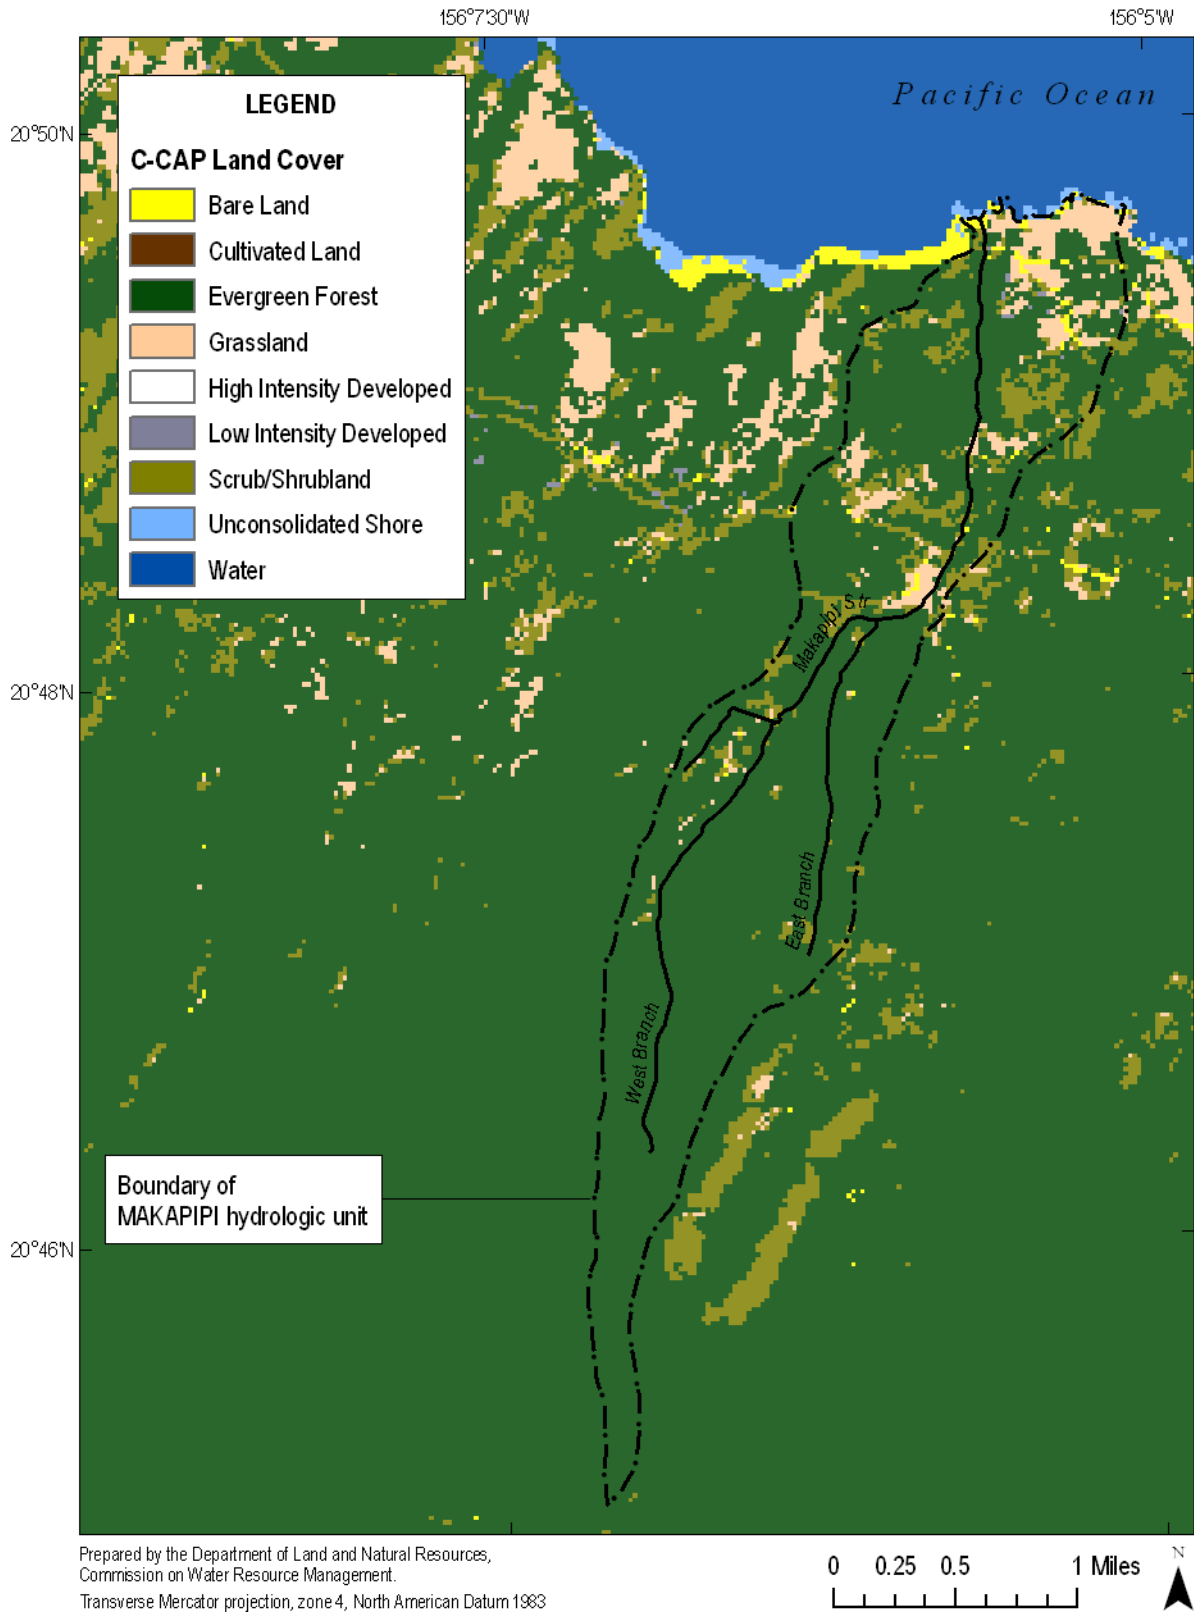 156°7'30"W
156°5'W
Pacific Ocean
20°50'N
LEGEND
C-CAP Land Cover
Bare Land
Cultivated Land
Evergreen Forest
Grassland
High Intensity Developed
Low Intensity Developed
Scrub/Shrubland
Unconsolidated Shore
Water
Makapipi Str
20°48'N
East Branch
West Branch
Boundary of
MAKAPIPI hydrologic unit
20°46'N
Prepared by the Department of Land and Natural Resources,
Commission on Water Resource Management.
Transverse Mercator projection, zone 4, North American Datum 1983
0 0.25 0.5 1 Miles
N